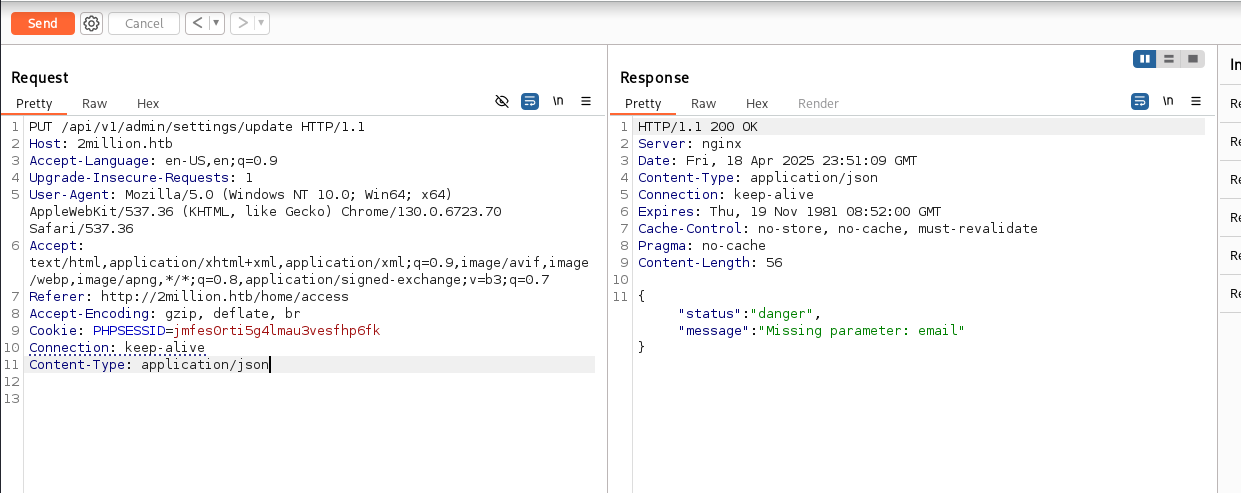 Send
Cancel
<
>
Request
Response
In
Pretty
Raw
Hex
\n
Pretty
Raw
Hex
Render
\n
Re
Re
Re
Re
Re
Re
1 PUT /api/v1/admin/settings/update HTTP/1.1
2 Host: 2million.htb
3 Accept-Language: en-US,en;q=0.9
4 Upgrade-Insecure-Requests: 1
5 User-Agent: Mozilla/5.0 (Windows NT 10.0; Win64; x64)
AppleWebKit/537.36 (KHTML, like Gecko) Chrome/130.0.6723.70
Safari/537.36
6 Accept:
text/html,application/xhtml+xml,application/xml;q=0.9,image/avif,image
/webp,image/apng,*/*;q=0.8,application/signed-exchange;v=b3;q=0.7
7 Referer: http://2million.htb/home/access
8 Accept-Encoding: gzip, deflate, br
9 Cookie: PHPSESSID=jmfes0rti5g4lmau3vesfhp6fk
10 Connection: keep-alive
11 Content-Type: application/json
12
13
1 HTTP/1.1 200 OK
2 Server: nginx
3 Date: Fri, 18 Apr 2025 23:51:09 GMT
4 Content-Type: application/json
5 Connection: keep-alive
6 Expires: Thu, 19 Nov 1981 08:52:00 GMT
7 Cache-Control: no-store, no-cache, must-revalidate
8 Pragma: no-cache
9 Content-Length: 56
10
11 {
"status":"danger",
"message":"Missing parameter: email"
}